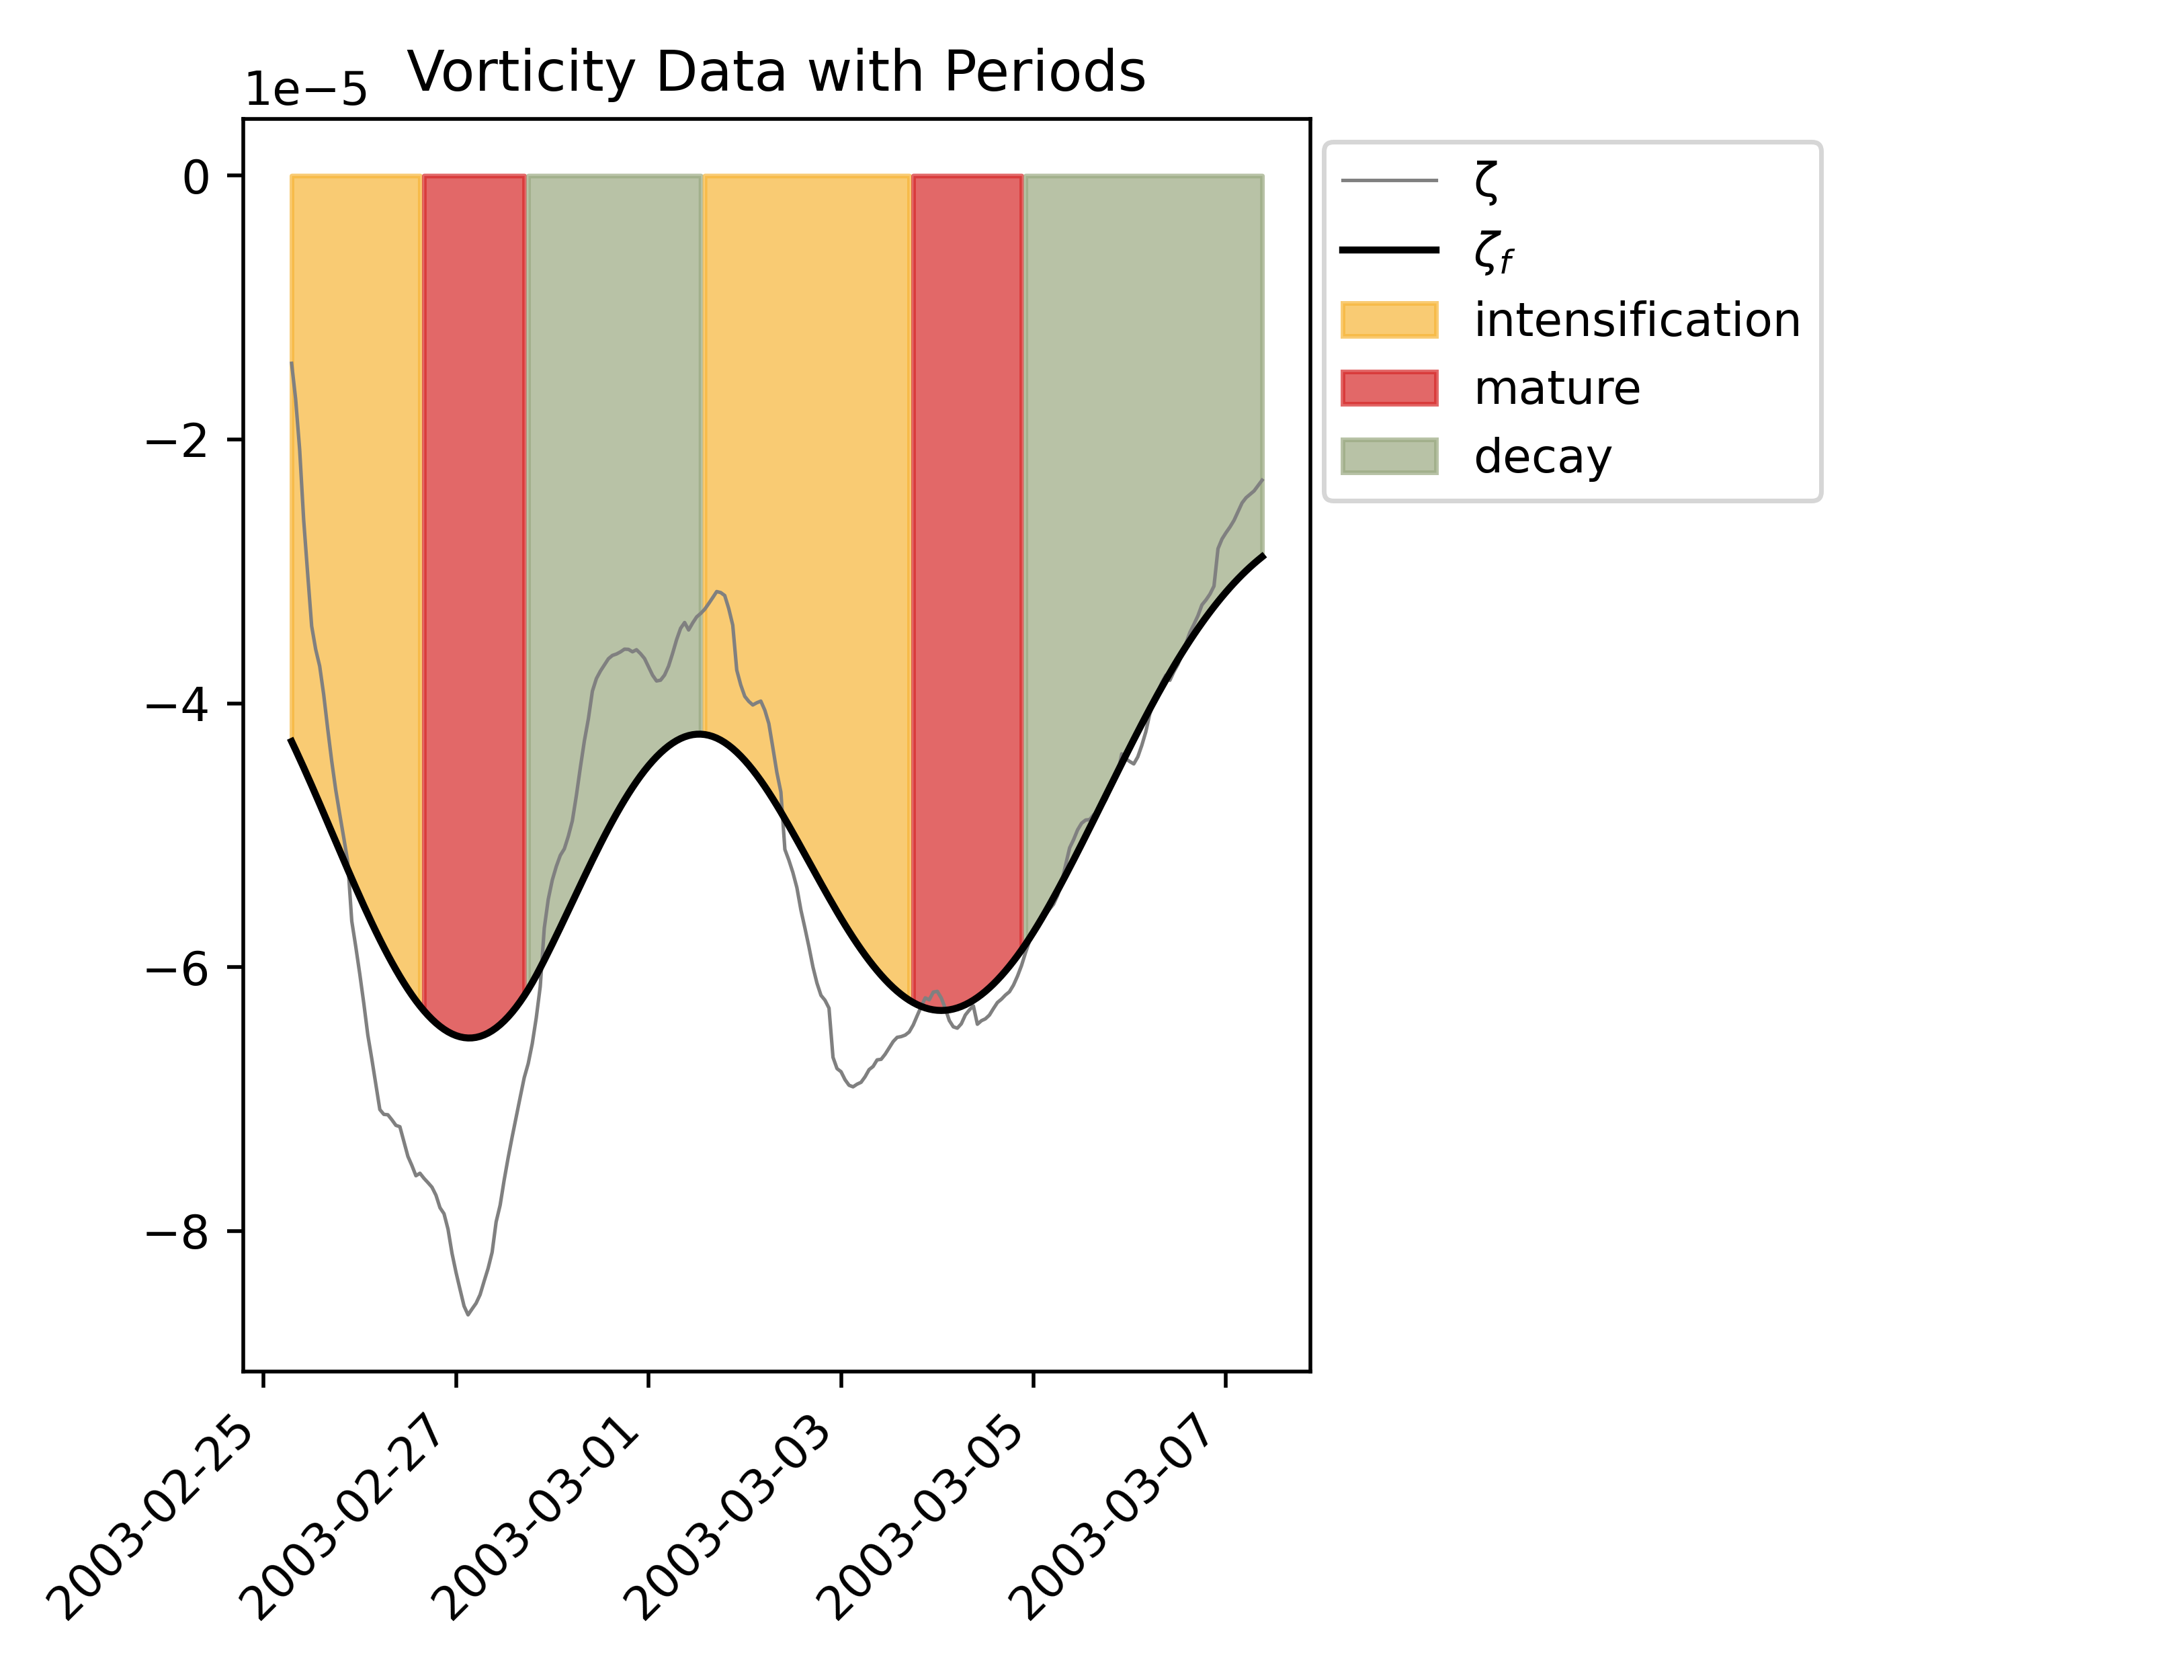 Vorticity Data with Periods
1e−5
0
−2
−4
−6
−8
2003-02-25
2003-02-27
2003-03-01
2003-03-03
2003-03-05
2003-03-07
ζ
ζf
intensification
mature
decay